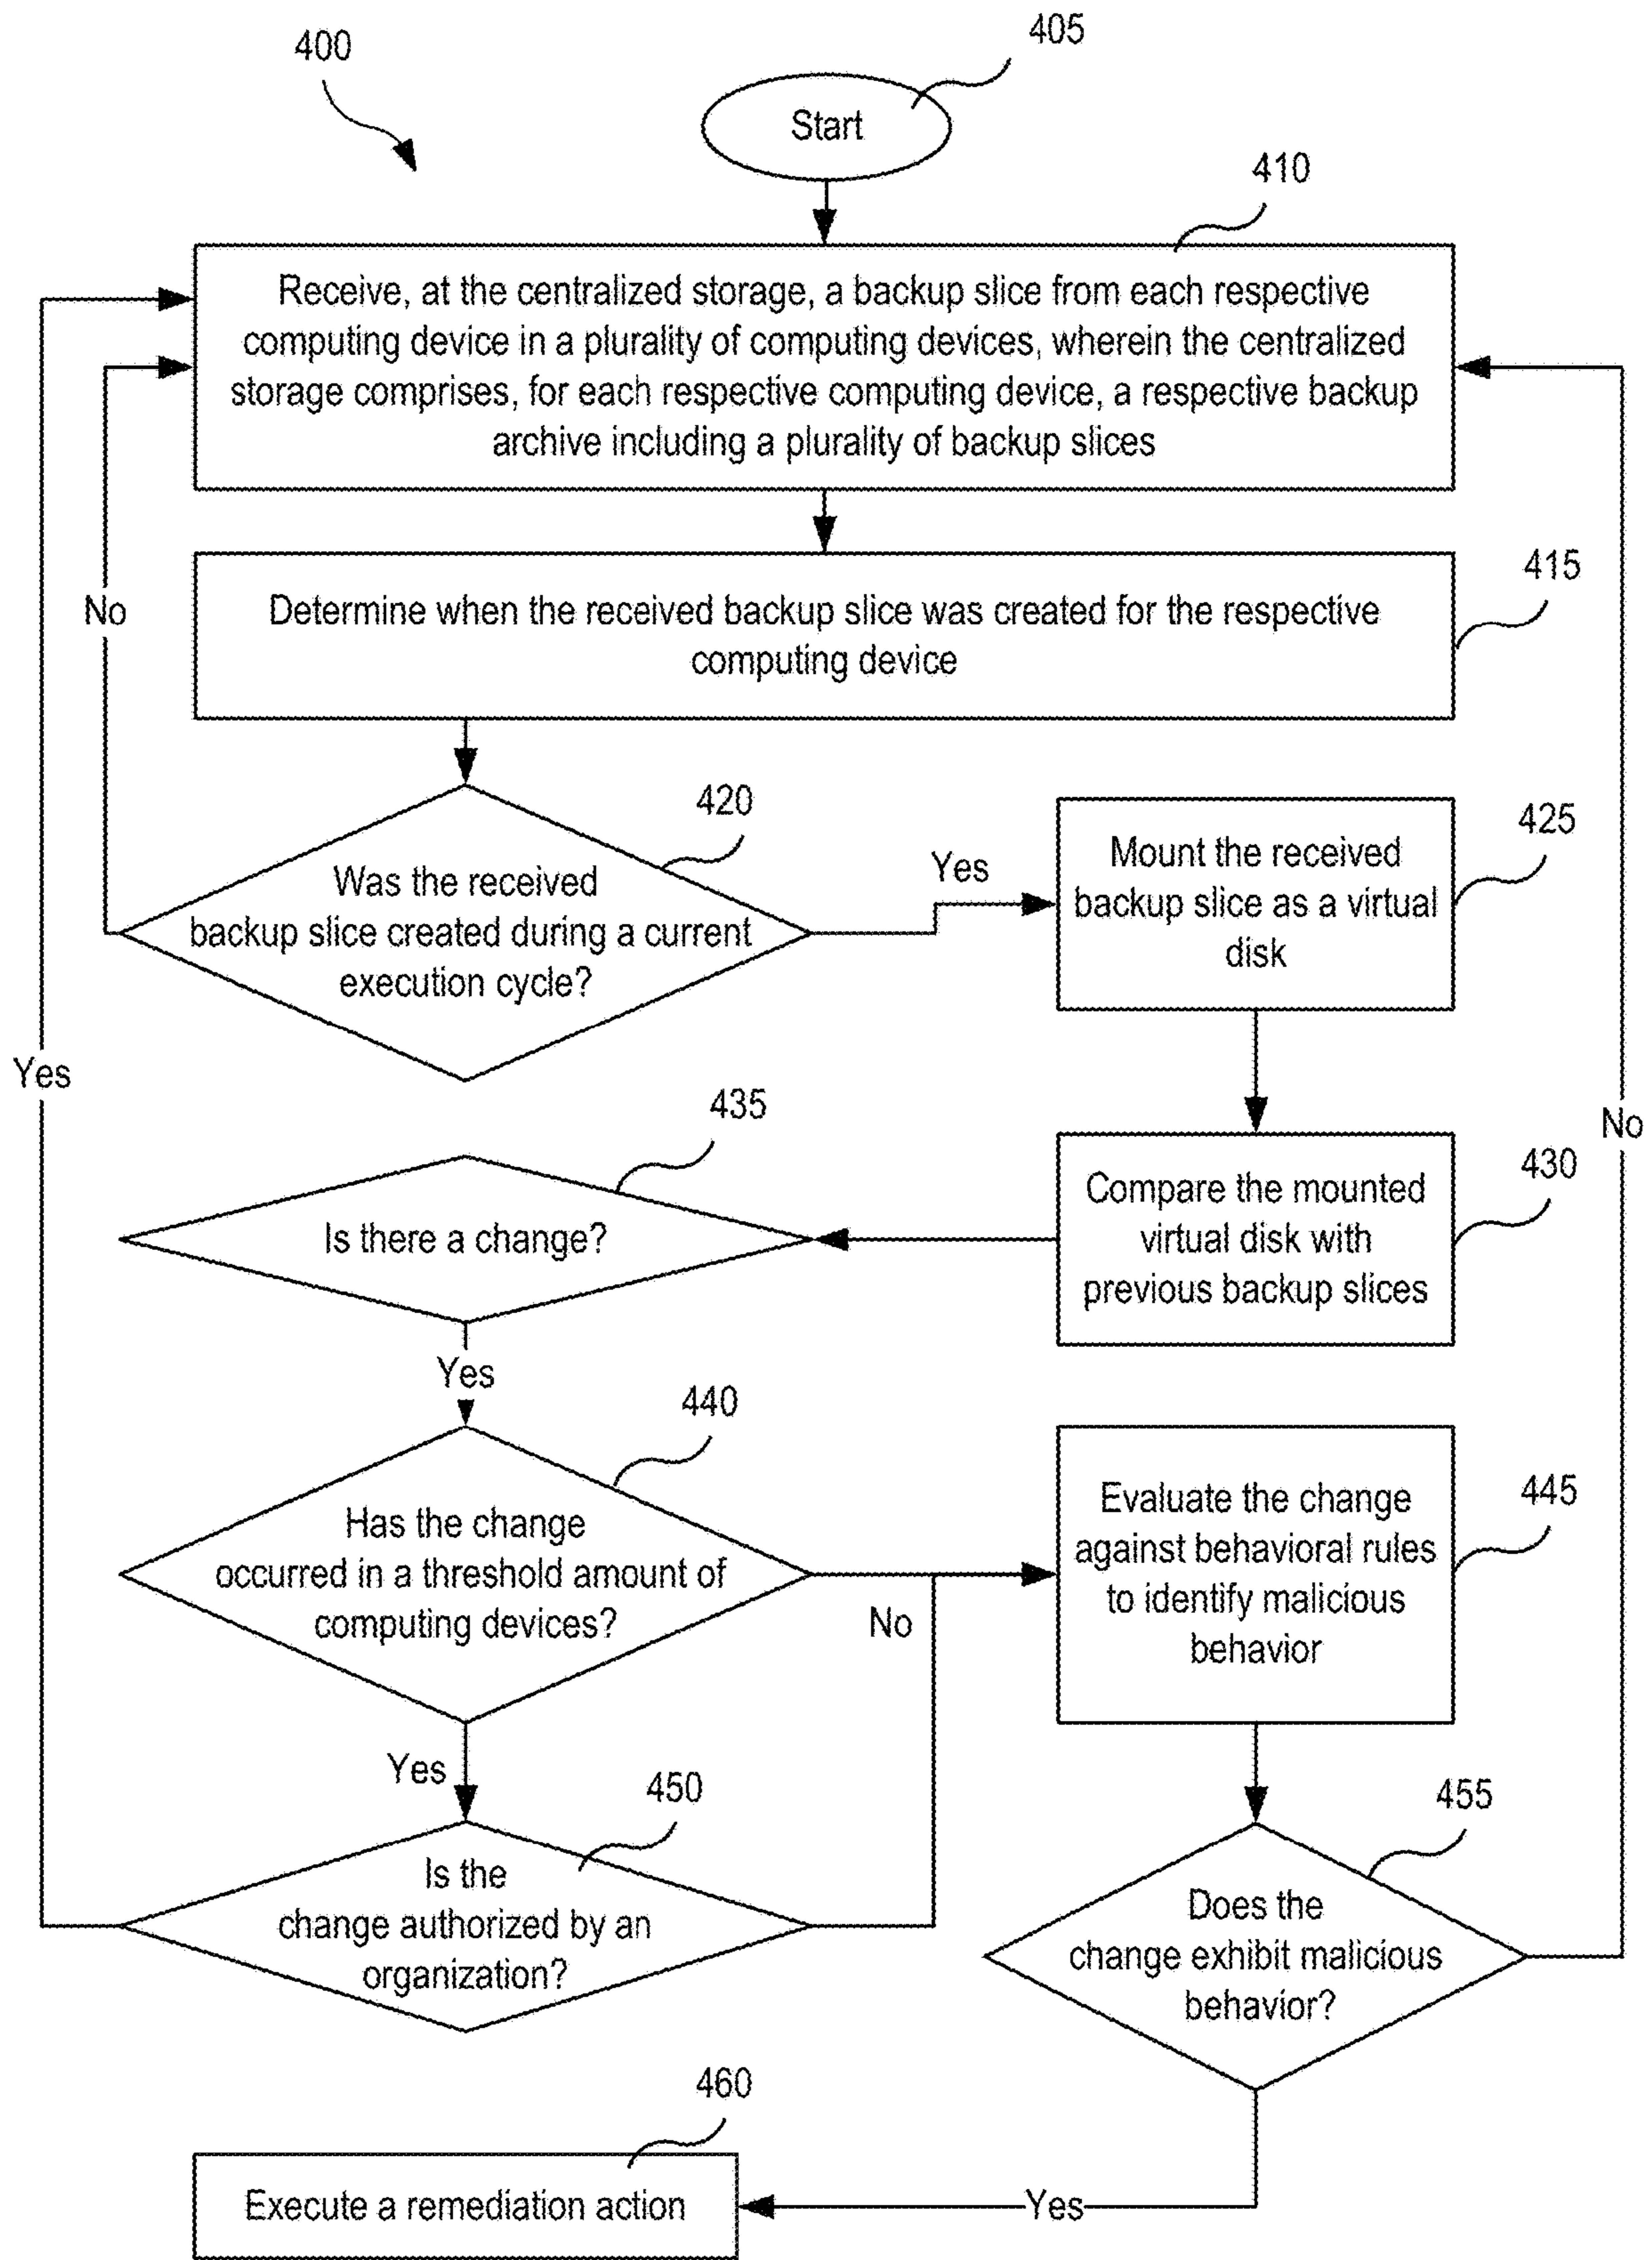 400
405
Start
410
Receive, at the centralized storage, a backup slice from each respective
computing device in a plurality of computing devices, wherein the centralized
storage comprises, for each respective computing device, a respective backup
archive including a plurality of backup slices
415
Determine when the received backup slice was created for the respective
computing device
No
420
Was the received
backup slice created during a current
execution cycle?
Yes
425
Mount the received
backup slice as a virtual
disk
Yes
435
Is there a change?
430
Compare the mounted
virtual disk with
previous backup slices
No
Yes
440
Has the change
occurred in a threshold amount of
computing devices?
No
445
Evaluate the change
against behavioral rules
to identify malicious
behavior
Yes
450
Is the
change authorized by an
organization?
455
Does the
change exhibit malicious
behavior?
460
Execute a remediation action
Yes